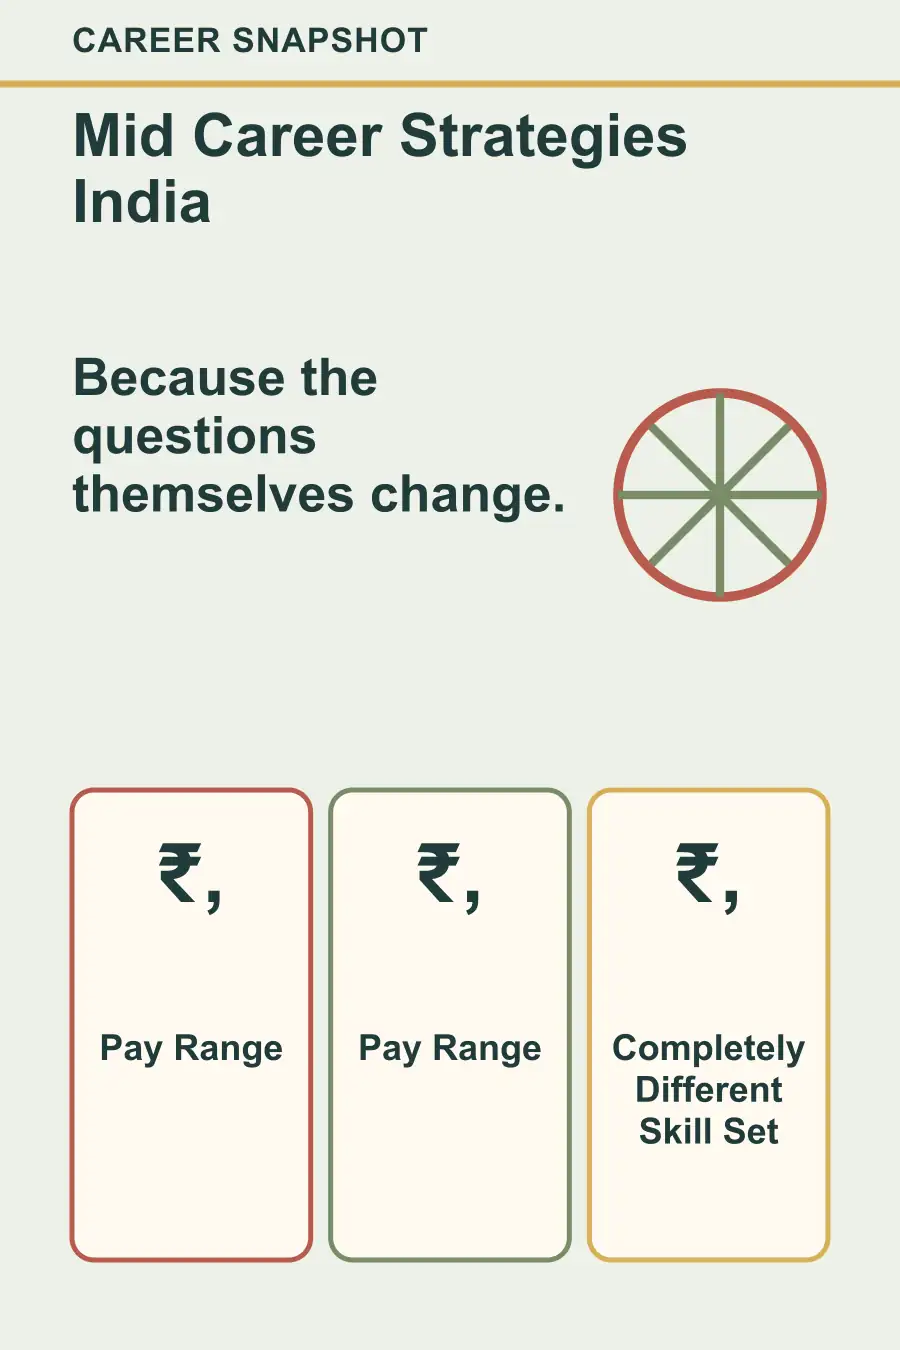 CAREER SNAPSHOT
Mid Career Strategies
India
Because the
questions
themselves change.
₹,
Pay Range
₹,
Pay Range
₹,
Completely
Different
Skill Set